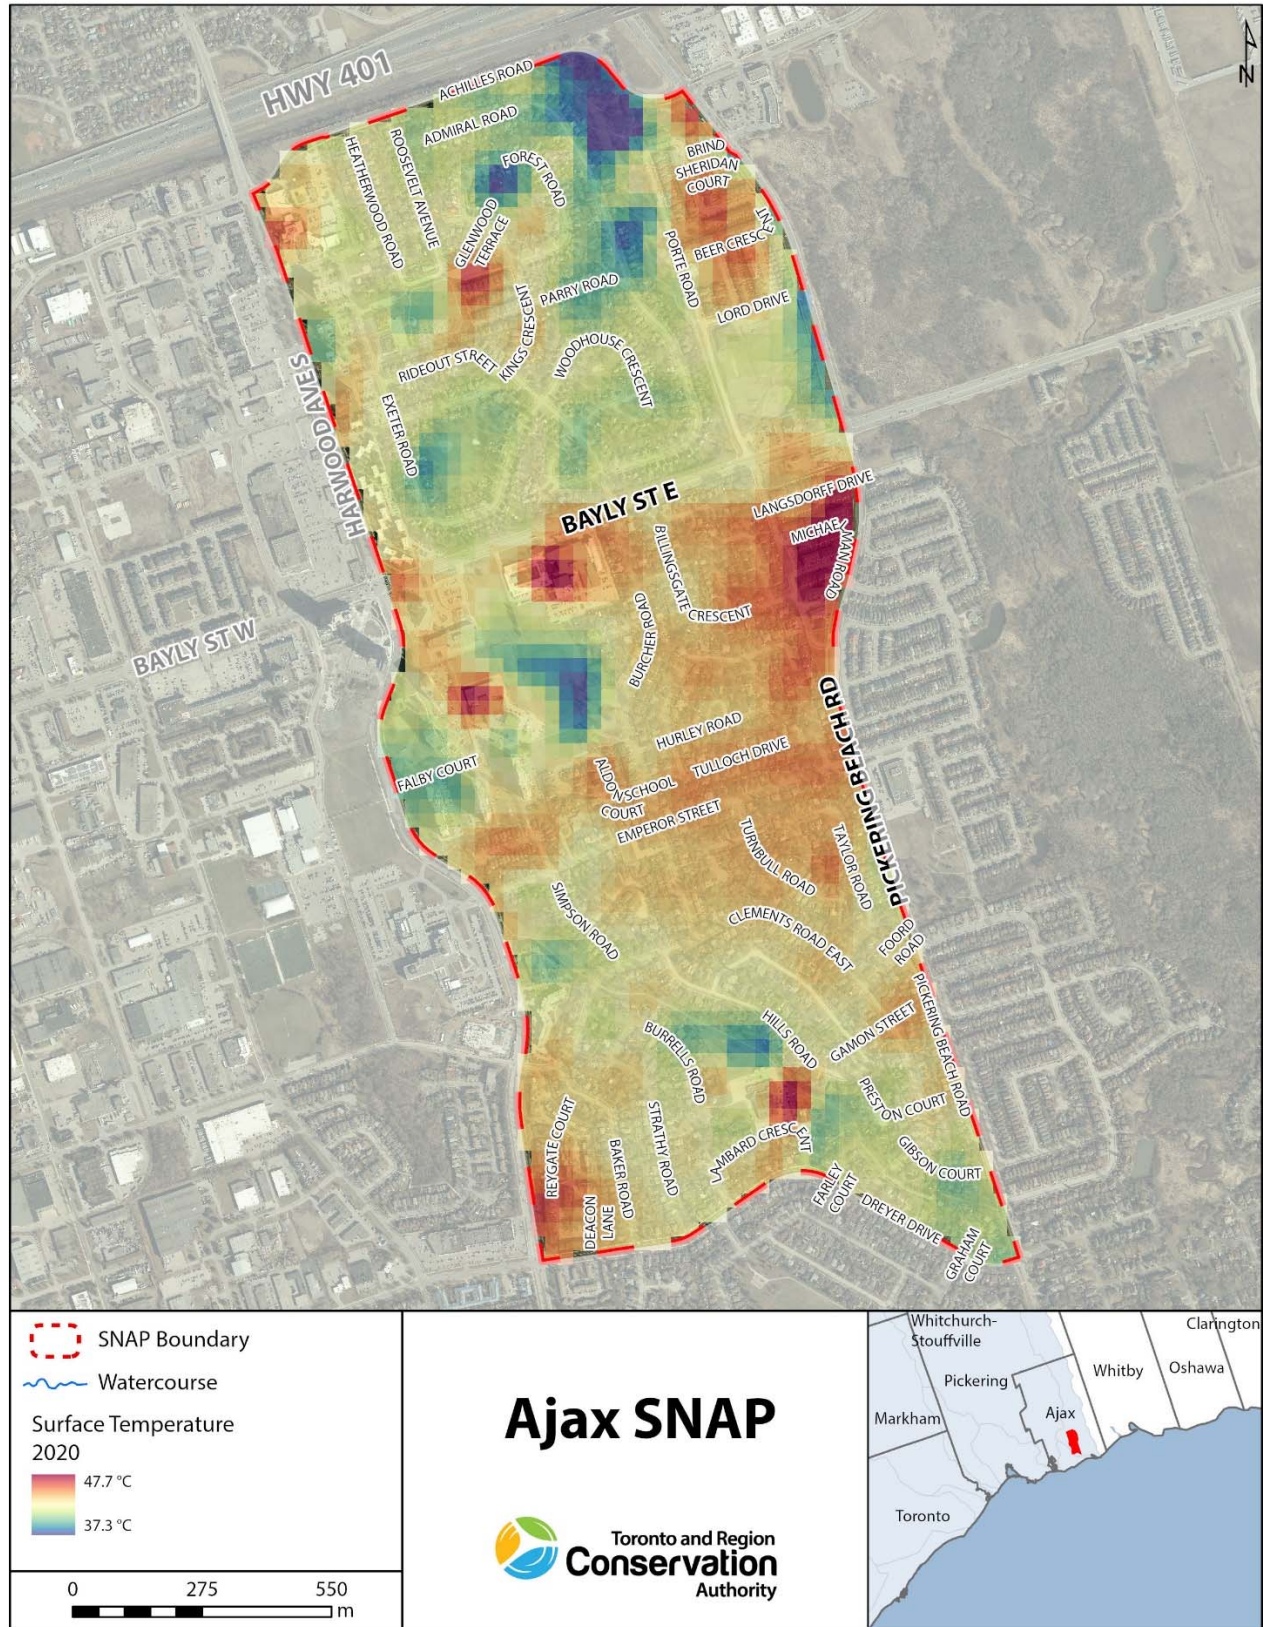 HWY 401
ACHILLES ROAD
N
ADMIRAL ROAD
HEATHERWOOD ROAD
ROOSEVELT AVENUE
FOREST ROAD
BRIND
SHERIDAN
COURT
GLENWOOD
TERRACE
BEER CRESCENT
PORTE ROAD
PARRY ROAD
KINGS CRESCENT
LORD DRIVE
RIDEOUT STREET
WOODHOUSE CRESCENT
EXETER ROAD
HARWOOD AVES
BAYLY ST E
LANGSDORFF DRIVE
MICHAELMAN ROAD
BILLINGSGATE CRESCENT
BURCHER ROAD
BAYLY ST W
PICKERING BEACH RD
HURLEY ROAD
TULLOCH DRIVE
FALBY COURT
ALDONSCHOOL
COURT
EMPEROR STREET
TURNBULL ROAD
TAYLOR ROAD
SIMPSON ROAD
CLEMENTS ROAD EAST
FOORD
ROAD
PICKERING BEACH ROAD
GAMON STREET
HILLS ROAD
BURRELLS ROAD
PRESTON COURT
REYGATE COURT
STRATHY ROAD
LAMBARD CRESCENT
BAKER ROAD
GIBSON COURT
FARLEY
COURT
DEACON
LANE
DREYER DRIVE
GRAHAM
COURT
SNAP Boundary
Watercourse
Surface Temperature
2020
47.7 °C
37.3 °C
0 275 550
m
Ajax SNAP
Toronto and Region
Conservation
Authority
Whitchurch-
Stouffville
Clarington
Pickering
Whitby
Oshawa
Markham
Ajax
Toronto